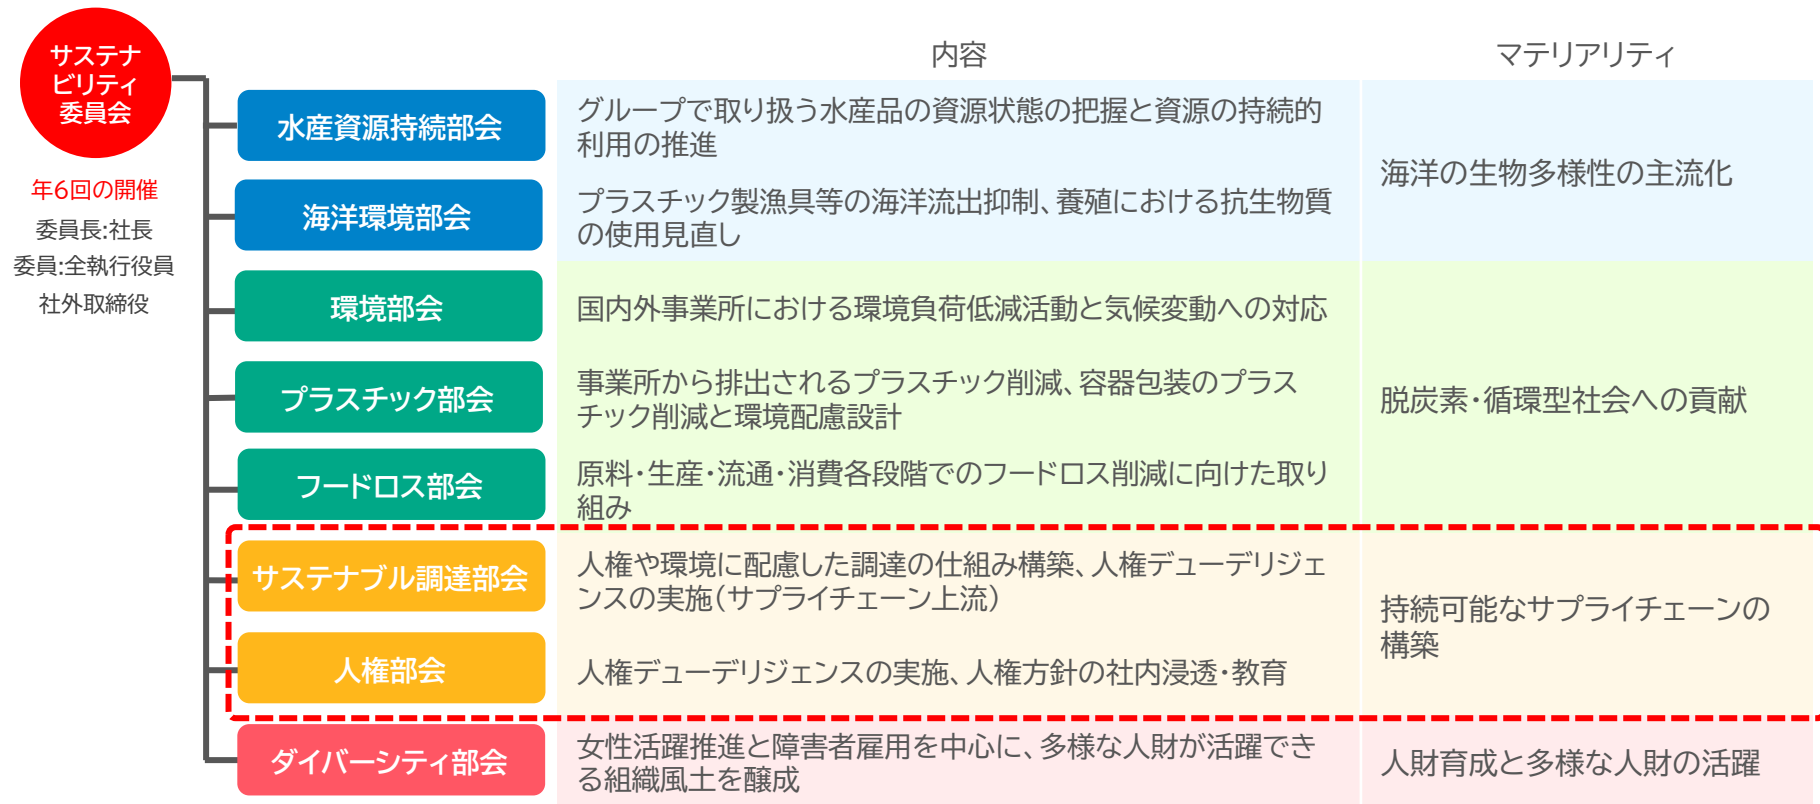 サステナ
ビリティ
委員会
年6回の開催
委員長:社長
委員:全執行役員
社外取締役
内容
マテリアリティ
水産資源持続部会
グループで取り扱う水産品の資源状態の把握と資源の持続的
利用の推進
海洋環境部会
プラスチック製漁具等の海洋流出抑制、養殖における抗生物質
の使用見直し
海洋の生物多様性の主流化
環境部会
国内外事業所における環境負荷低減活動と気候変動への対応
プラスチック部会
事業所から排出されるプラスチック削減、容器包装のプラス
チック削減と環境配慮設計
フードロス部会
原料・生産・流通・消費各段階でのフードロス削減に向けた取り
組み
脱炭素・循環型社会への貢献
サステナブル調達部会
人権や環境に配慮した調達の仕組み構築、人権デューデリジェ
ンスの実施(サプライチェーン上流)
人権部会
人権デューデリジェンスの実施、人権方針の社内浸透・教育
持続可能なサプライチェーンの
構築
ダイバーシティ部会
女性活躍推進と障害者雇用を中心に、多様な人財が活躍でき
る組織風土を醸成
人財育成と多様な人財の活躍